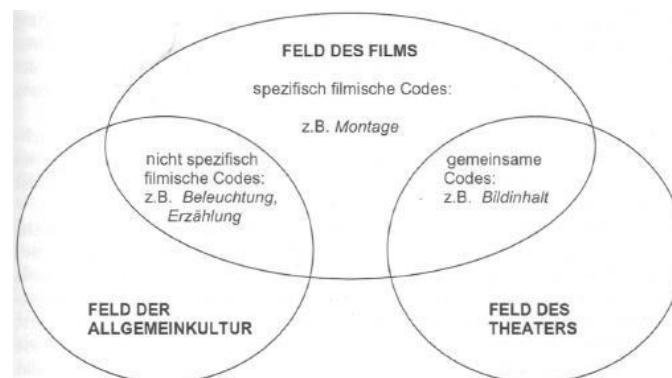 FELD DES FILMS
spezifisch filmische Codes:
z.B. Montage
nicht spezifisch
filmische Codes:
z.B. Beleuchtung,
Erzählung
gemeinsame
Codes:
z.B. Bildinhalt
FELD DER
ALLGEMEINKULTUR
FELD DES
THEATERS